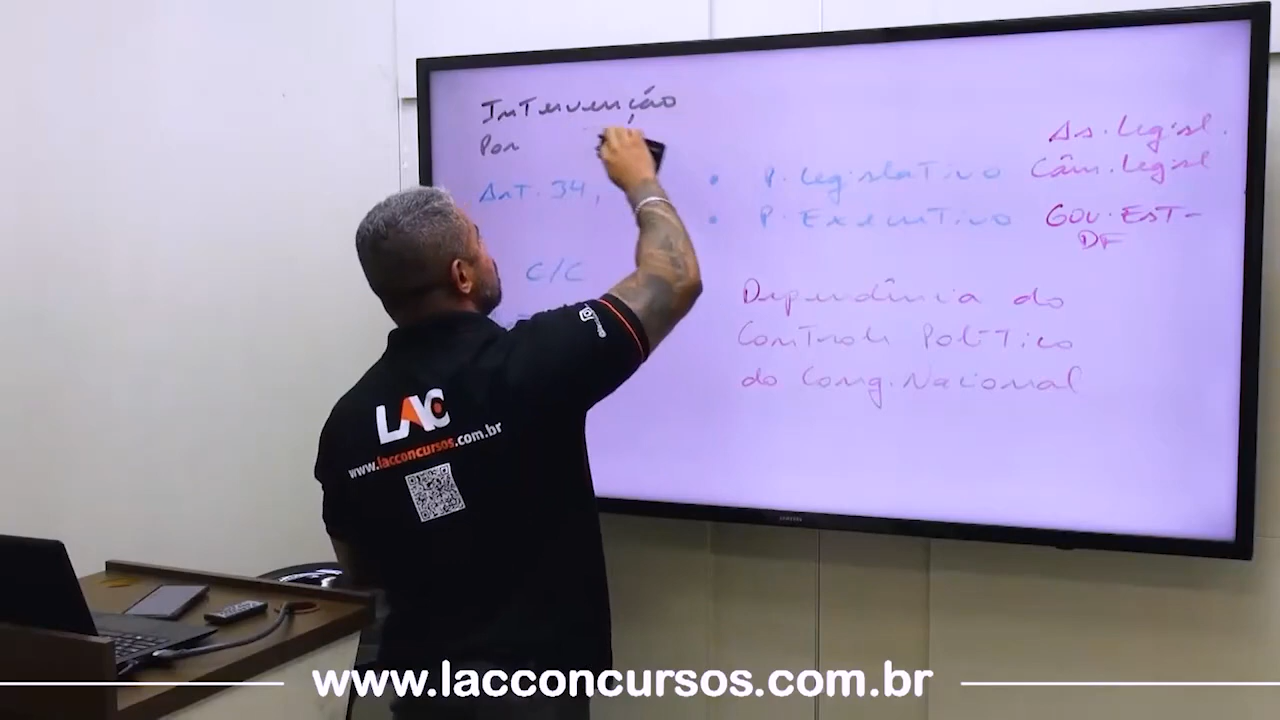 Intervenção
Por
Art. 34,
C/C
• P. Legislativo
As. Legisl.
Câm. Legisl
• P. Executivo
Gov. Est-
DF
Dependência do
Controle Político
do Cong. Nacional
LAC
www.lacconcursos.com.br
SAMSUNG
www.lacconcursos.com.br